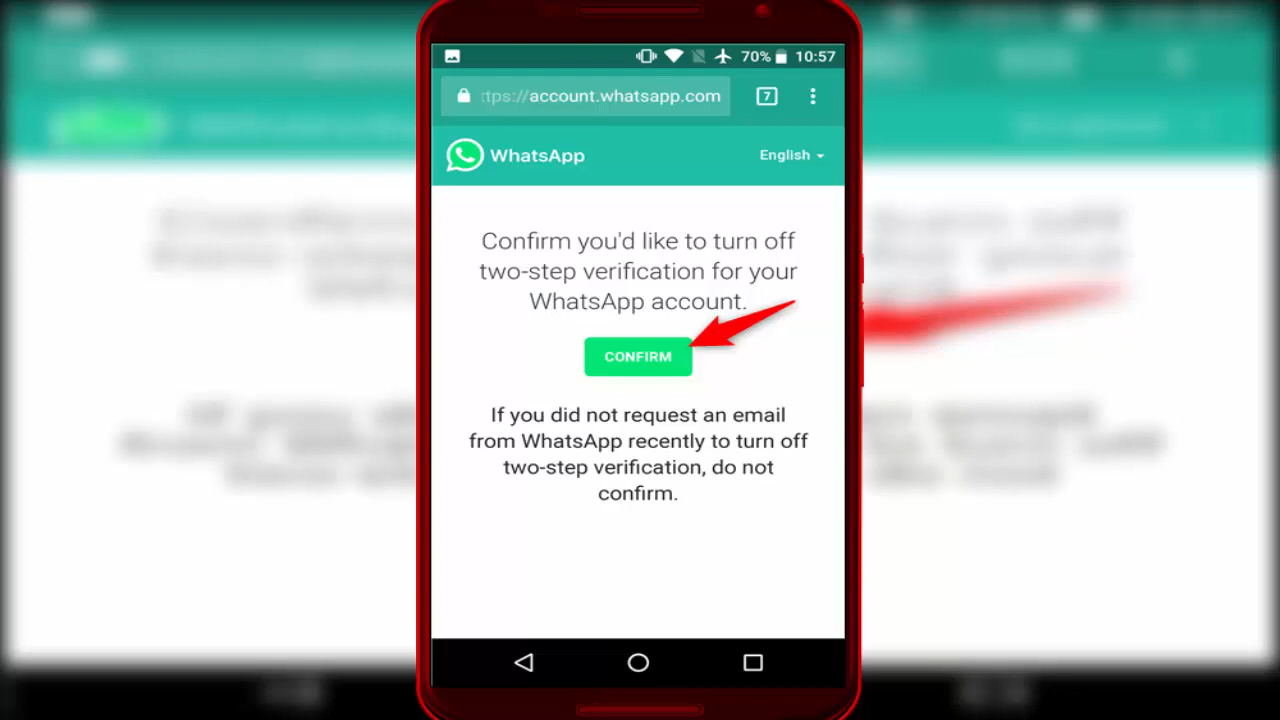 70% 10:57
ttps://account.whatsapp.com 7
WhatsApp English
Confirm you'd like to turn off
two-step verification for your
WhatsApp account.
CONFIRM
If you did not request an email
from WhatsApp recently to turn off
two-step verification, do not
confirm.